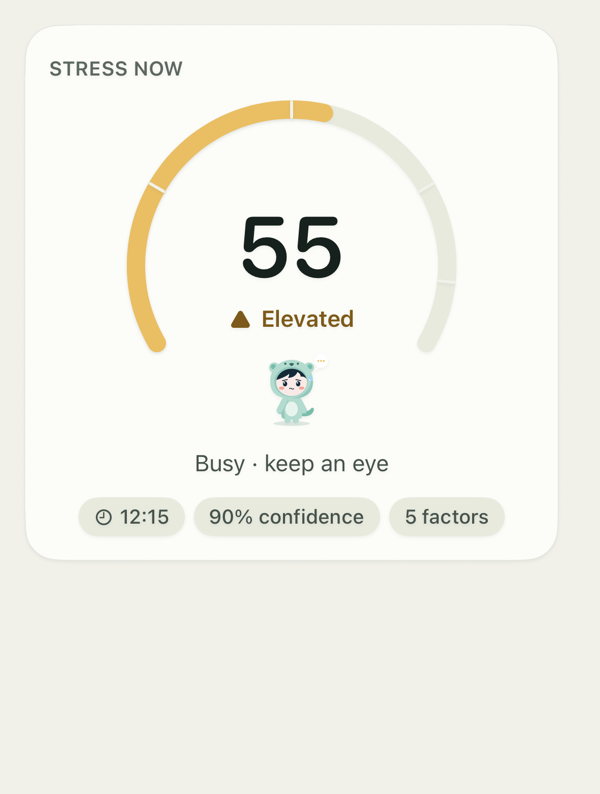 STRESS NOW
55
Elevated
Busy · keep an eye
12:15
90% confidence
5 factors